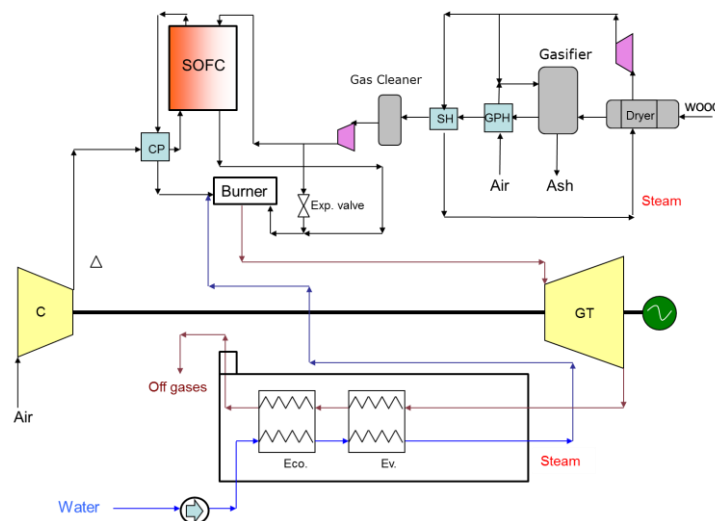 SOFC
Gasifier
Gas Cleaner
wood
Dryer
SH
GPH
CP
Air
Ash
Steam
Burner
Exp. valve
△
C
GT
Off gases
Air
Eco.
Ev.
Steam
Water